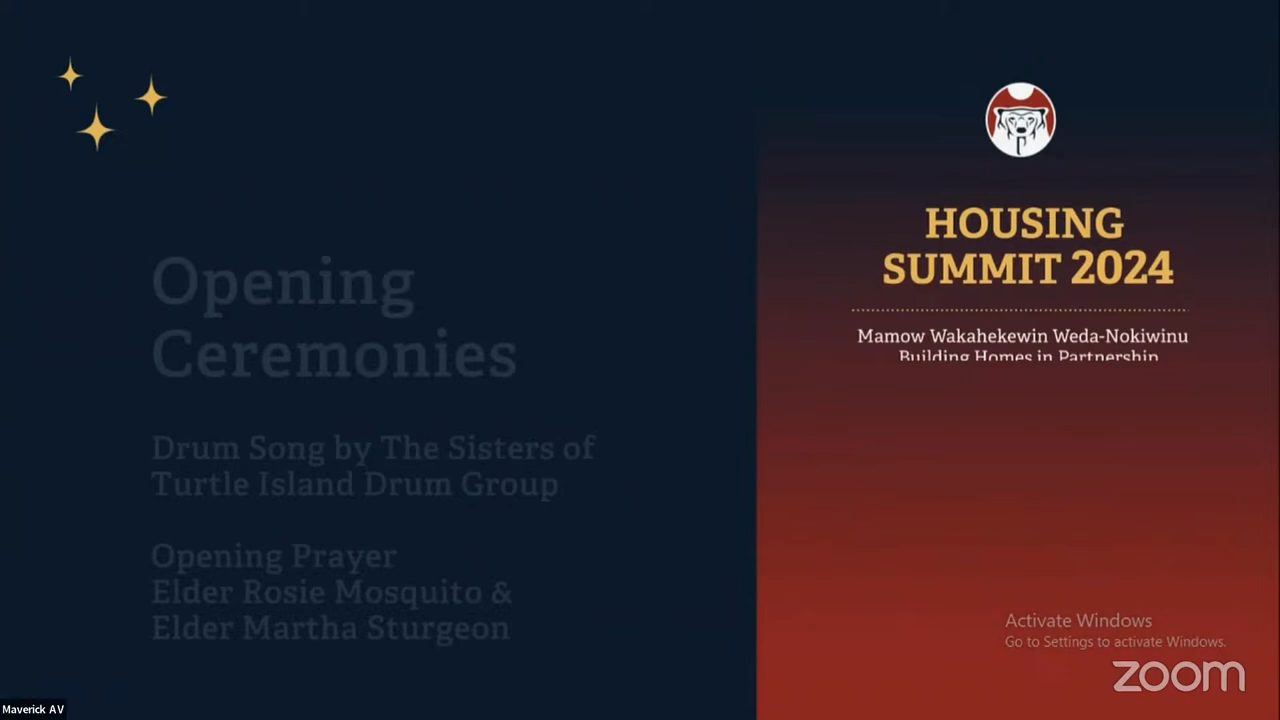 Opening
Ceremonies
Drum Song by The Sisters of
Turtle Island Drum Group
Opening Prayer
Elder Rosie Mosquito &
Elder Martha Sturgeon
HOUSING
SUMMIT 2024
Mamow Wakahekewin Weda-Nokiwinu
Building Homes in Partnership
Activate Windows
Go to Settings to activate Windows.
zoom
Maverick AV